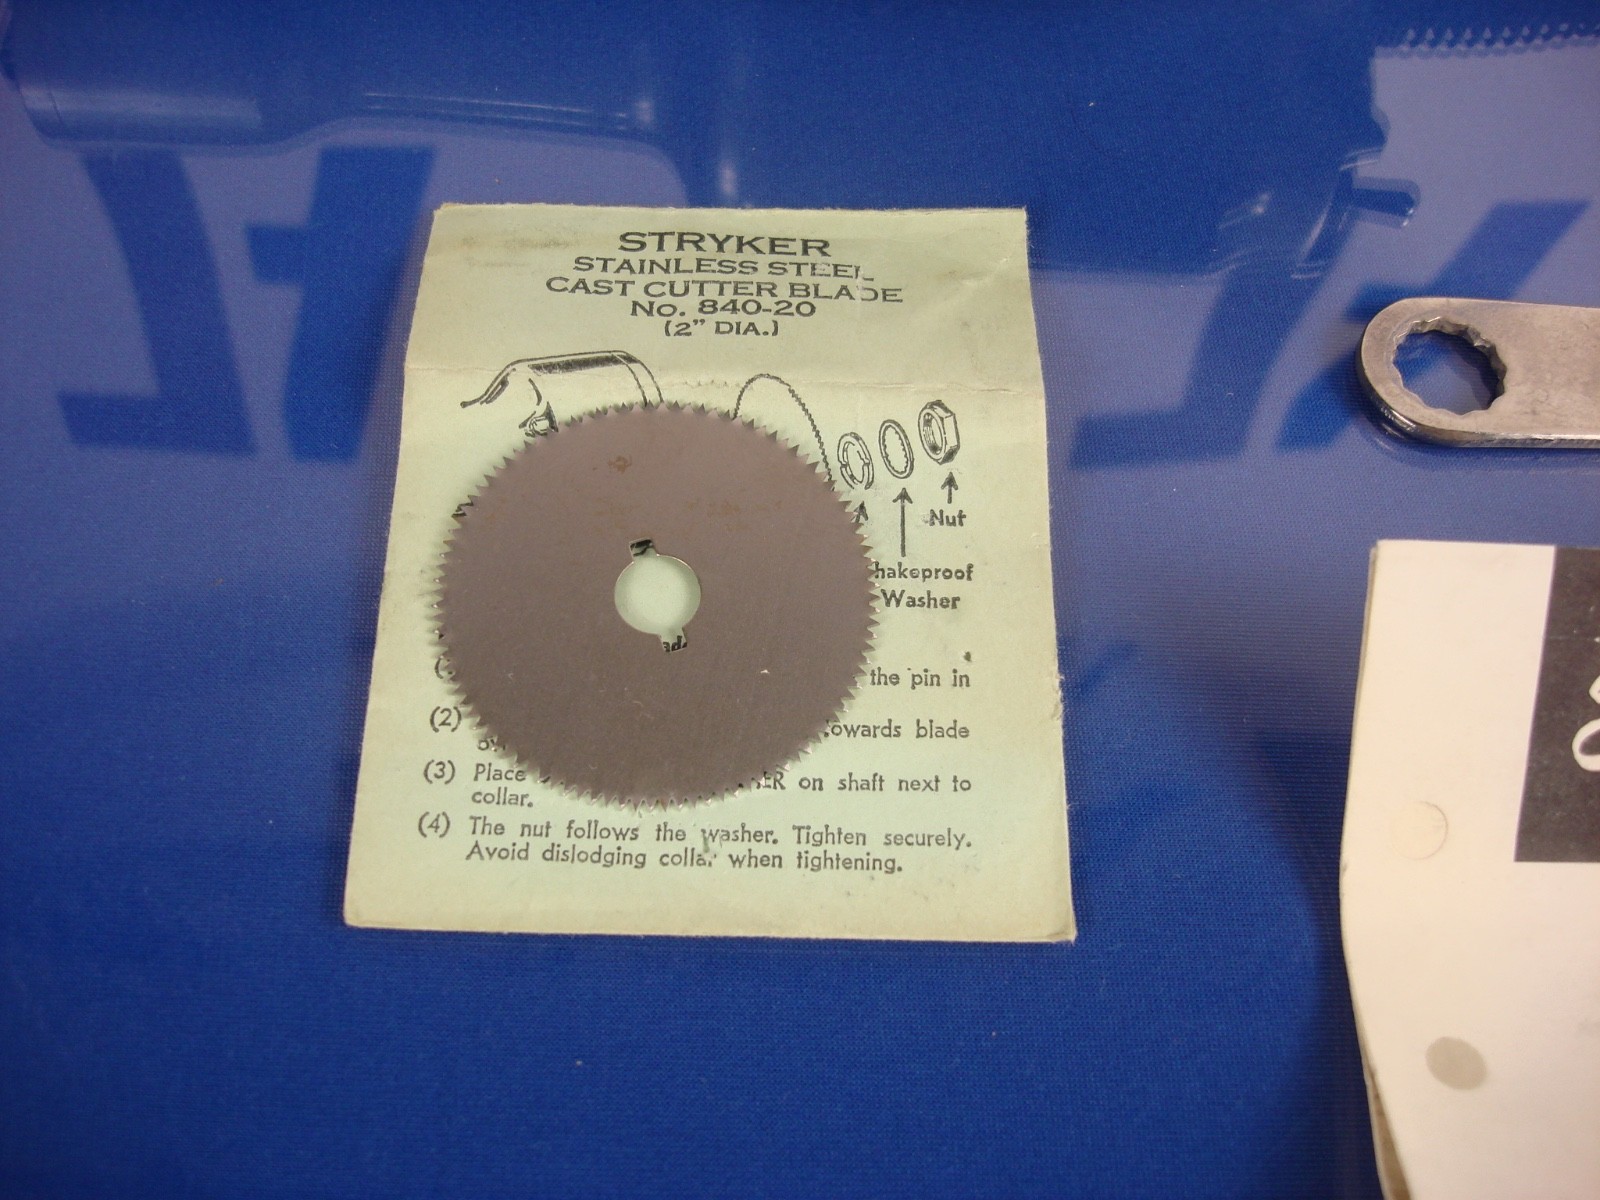 STRYKER
STAINLESS STEEL
CAST CUTTER BLADE
No. 840-20
(2" DIA.)
Nut
hakeproof
Washer
the pin in
(2) towards blade
(3) Place ER on shaft next to
collar.
(4) The nut follows the washer. Tighten securely.
Avoid dislodging collar when tightening.